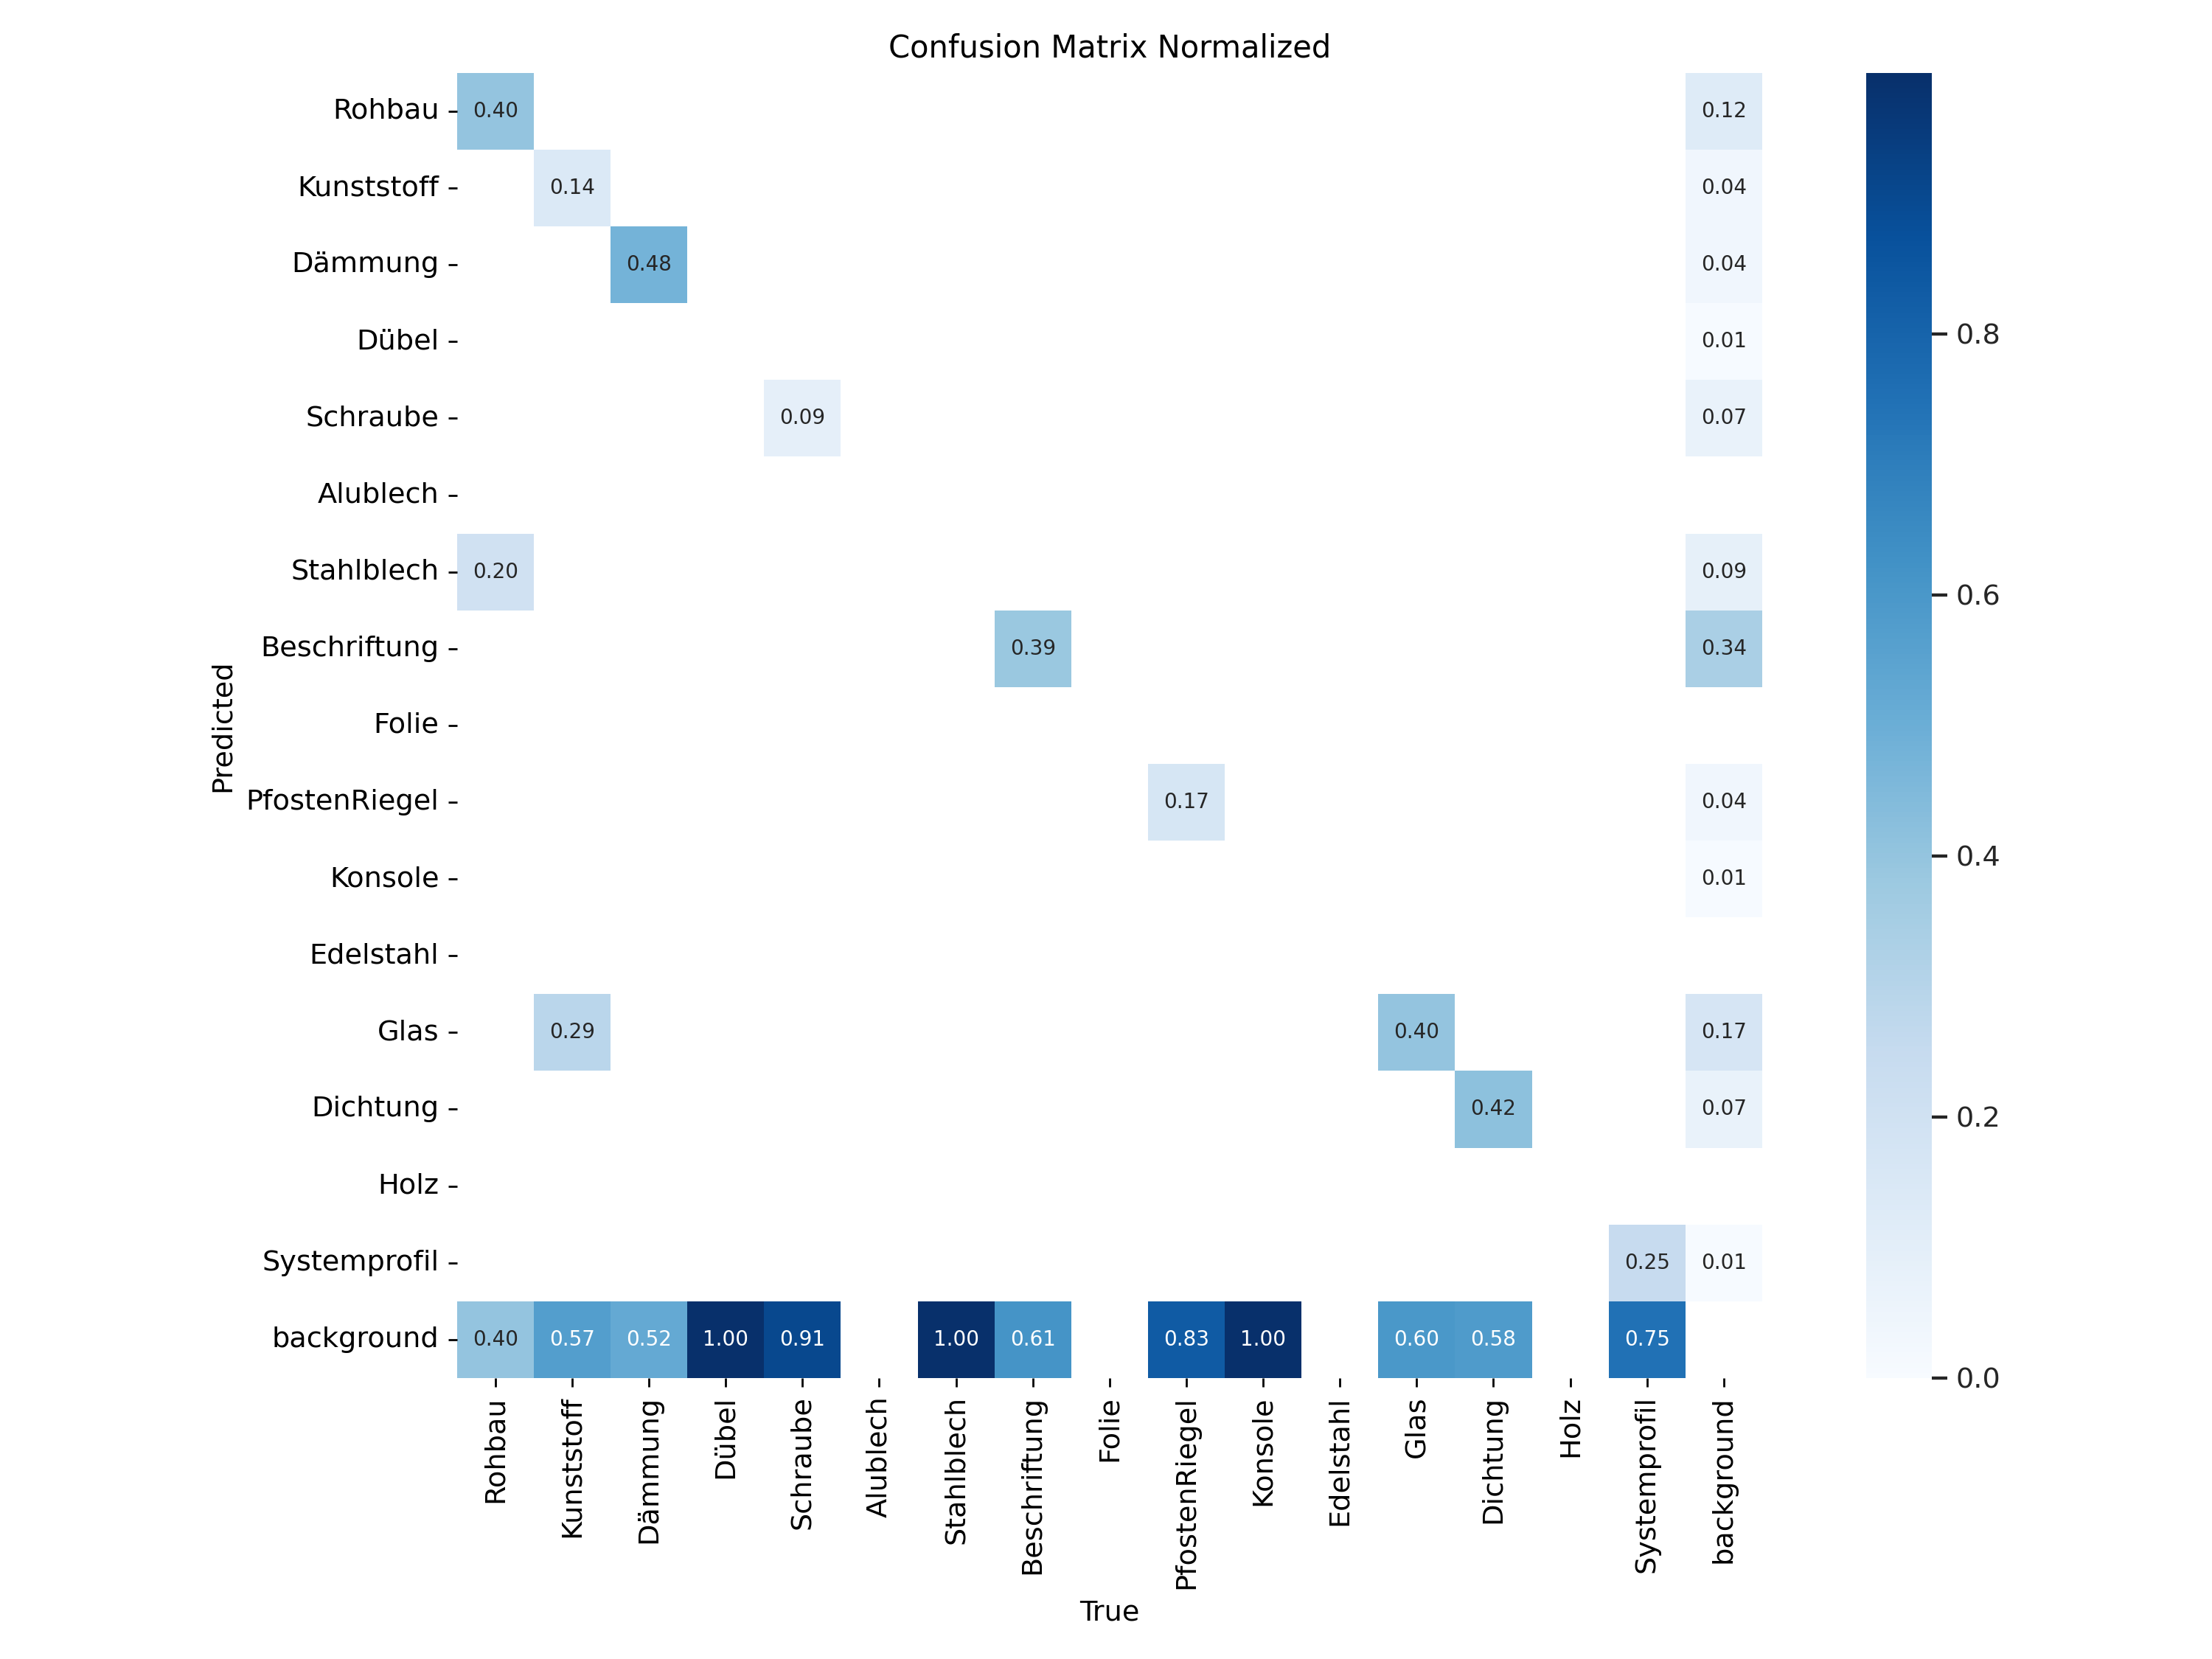 Confusion Matrix Normalized
Rohbau 0.40 0.12
Kunststoff 0.14 0.04
Dämmung 0.48 0.04
Dübel 0.01
0.8
Schraube 0.09 0.07
Alublech
Stahlblech 0.20 0.09
0.6
Beschriftung 0.39 0.34
Folie
Predicted
PfostenRiegel 0.17 0.04
0.4
Konsole 0.01
Edelstahl
Glas 0.29 0.40 0.17
Dichtung 0.42 0.07
0.2
Holz
Systemprofil 0.25 0.01
background 0.40 0.57 0.52 1.00 0.91 1.00 0.61 0.83 1.00 0.60 0.58 0.75
0.0
Rohbau
Kunststoff
Dämmung
Dübel
Schraube
Alublech
Stahlblech
Beschriftung
Folie
PfostenRiegel
Konsole
Edelstahl
Glas
Dichtung
Holz
Systemprofil
background
True